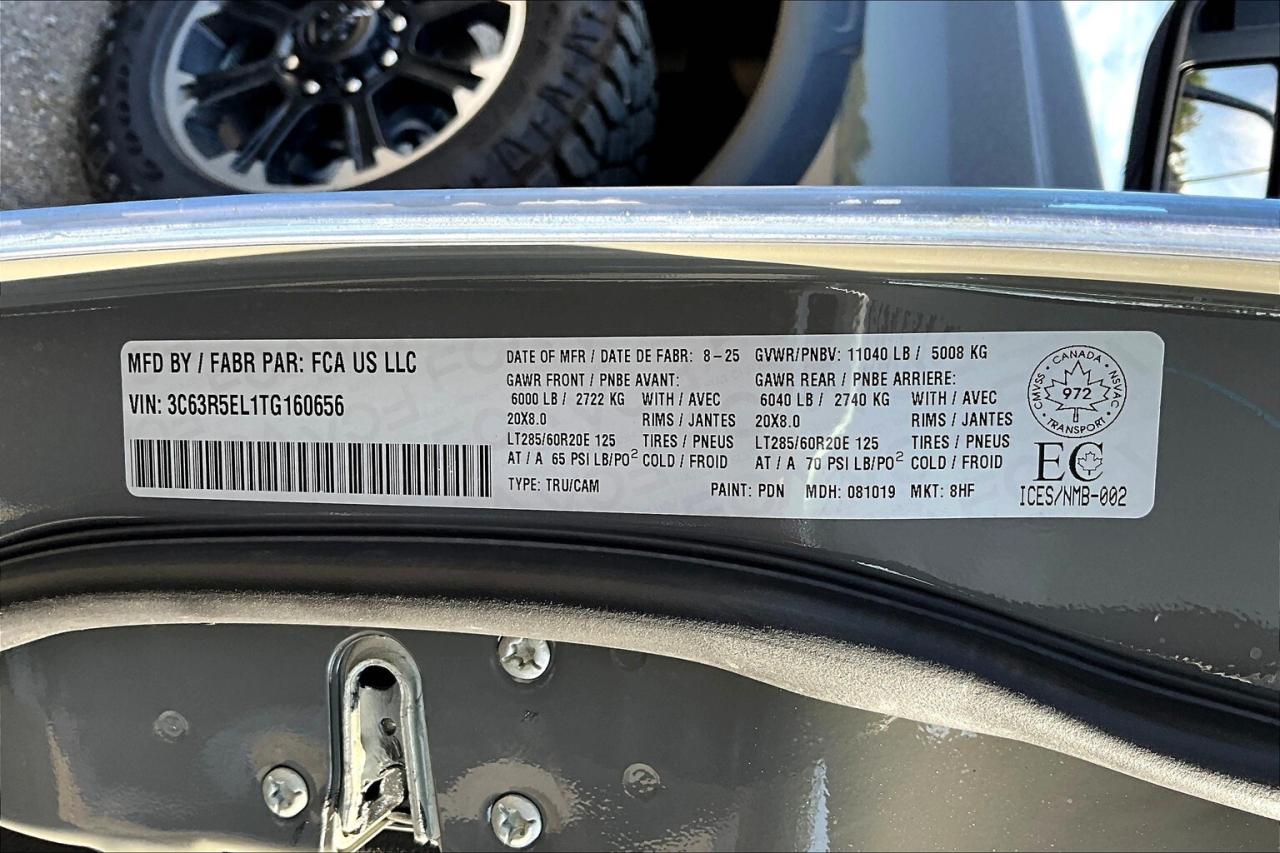 MFD BY / FABR PAR: FCA US LLC
VIN: 3C63R5EL1TG160656
DATE OF MFR / DATE DE FABR: 8-25
GVWR/PNBV: 11040 LB / 5008 KG
GAWR FRONT / PNBE AVANT:
6000 LB / 2722 KG WITH / AVEC
20X8.0 RIMS / JANTES
LT285/60R20E 125 TIRES / PNEUS
AT / A 65 PSI LB/PO² COLD / FROID
GAWR REAR / PNBE ARRIERE:
6040 LB / 2740 KG WITH / AVEC
20X8.0 RIMS / JANTES
LT285/60R20E 125 TIRES / PNEUS
AT / A 70 PSI LB/PO² COLD / FROID
TYPE: TRU/CAM PAINT: PDN MDH: 081019 MKT: 8HF
CANADA
CMVSS 972 NSVAC
TRANSPORT
EC
ICES/NMB-002